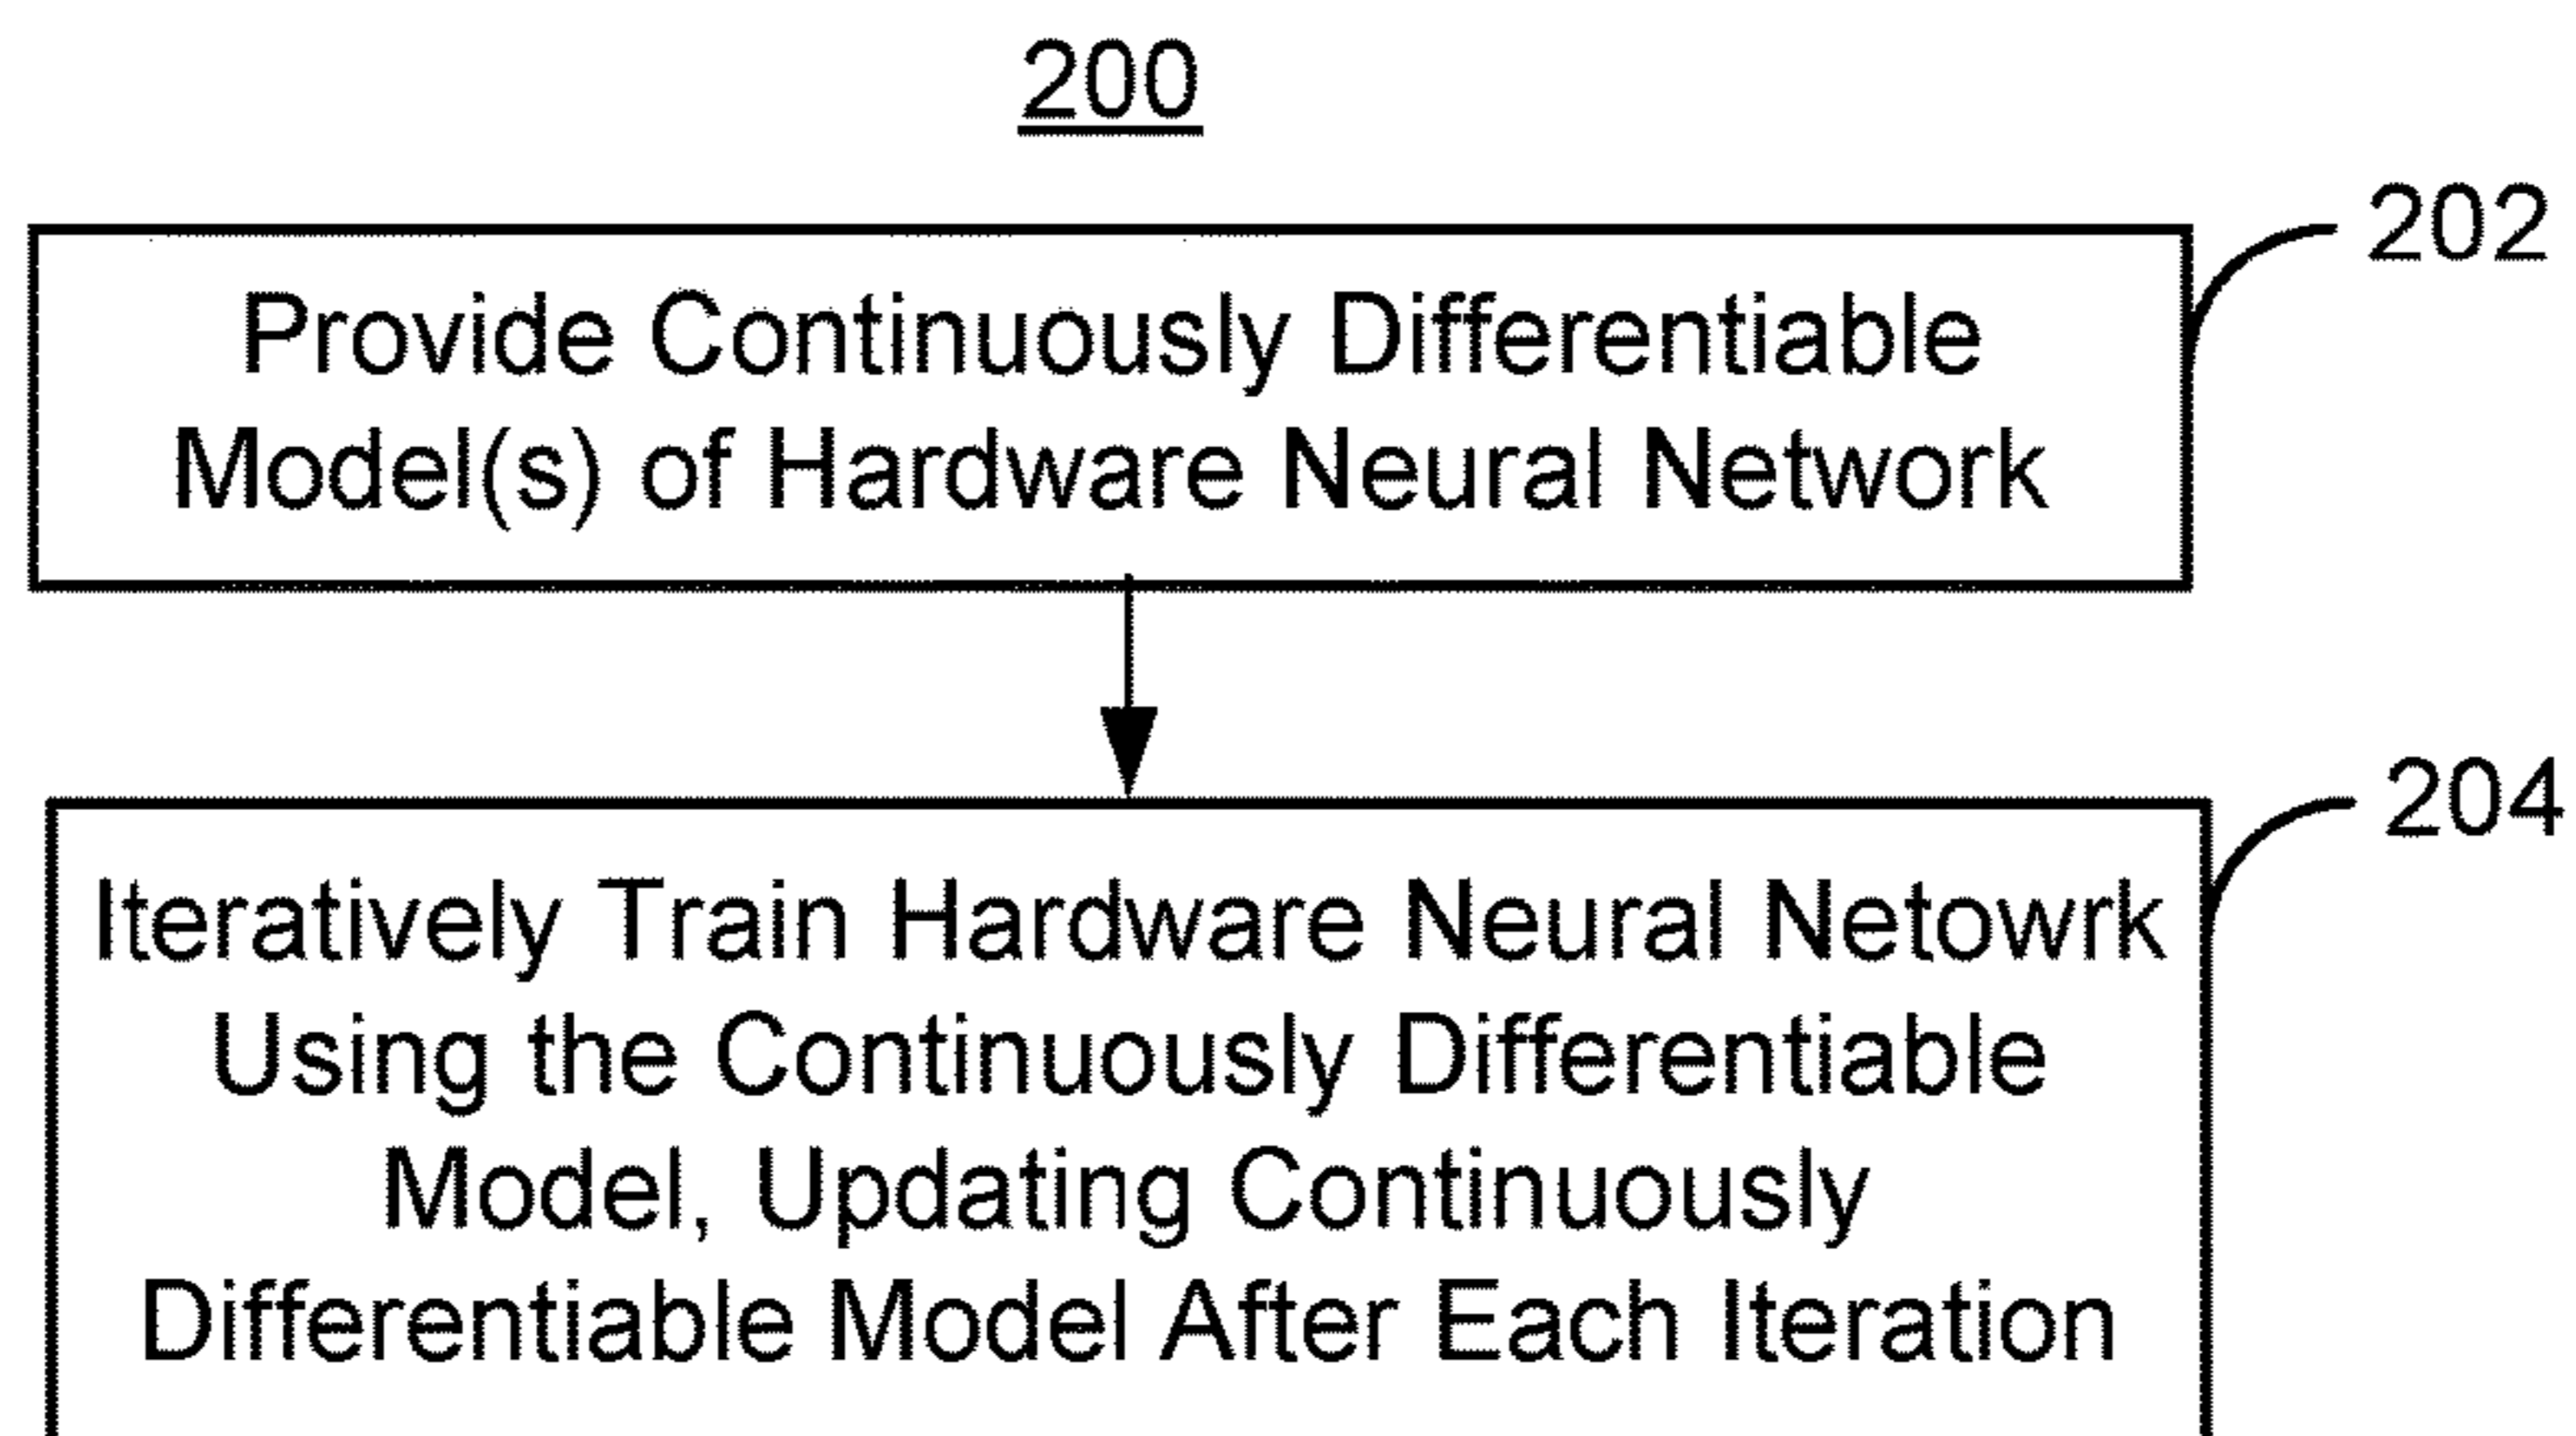 200
202
Provide Continuously Differentiable
Model(s) of Hardware Neural Network
204
Iteratively Train Hardware Neural Netowrk
Using the Continuously Differentiable
Model, Updating Continuously
Differentiable Model After Each Iteration